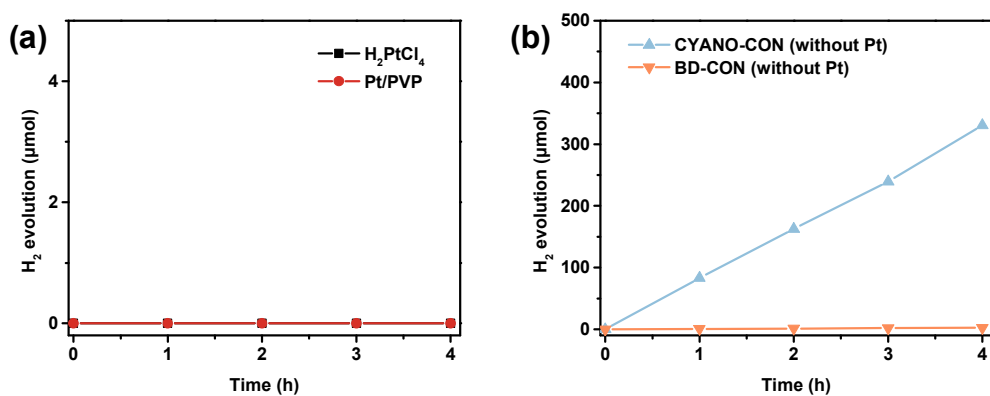 (a)
H₂PtCl₄
Pt/PVP
H₂ evolution (μmol)
4
2
0
0 1 2 3 4
Time (h)
(b)
CYANO-CON (without Pt)
BD-CON (without Pt)
H₂ evolution (μmol)
500
400
300
200
100
0
0 1 2 3 4
Time (h)